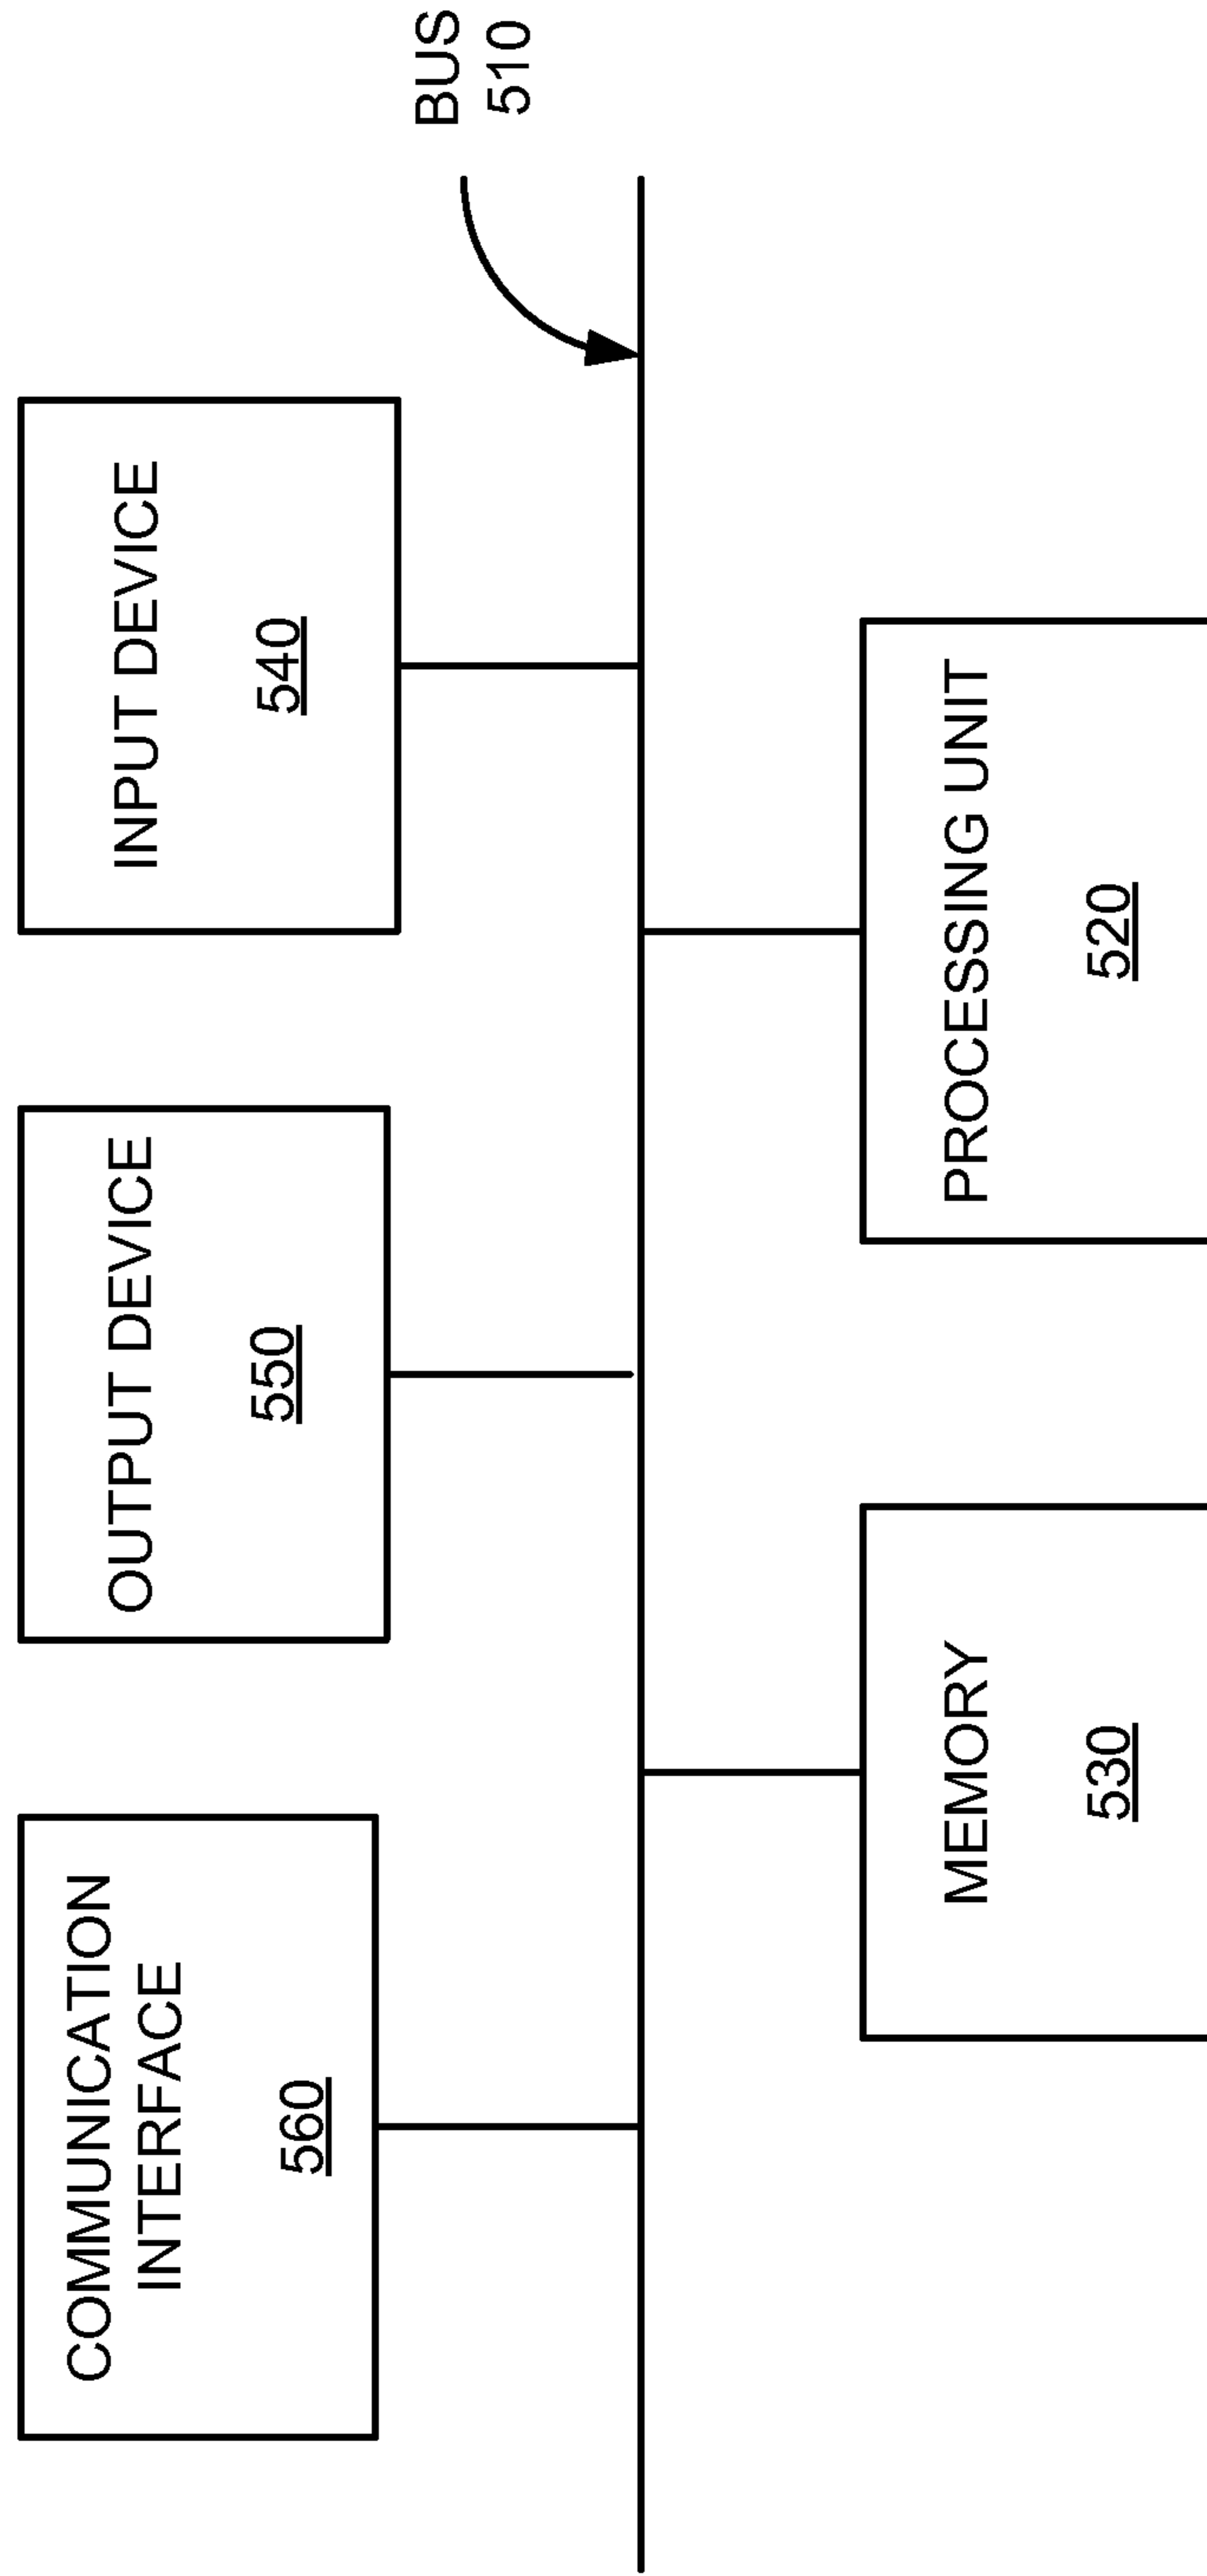 COMMUNICATION
INTERFACE
560
OUTPUT DEVICE
550
INPUT DEVICE
540
BUS
510
MEMORY
530
PROCESSING UNIT
520